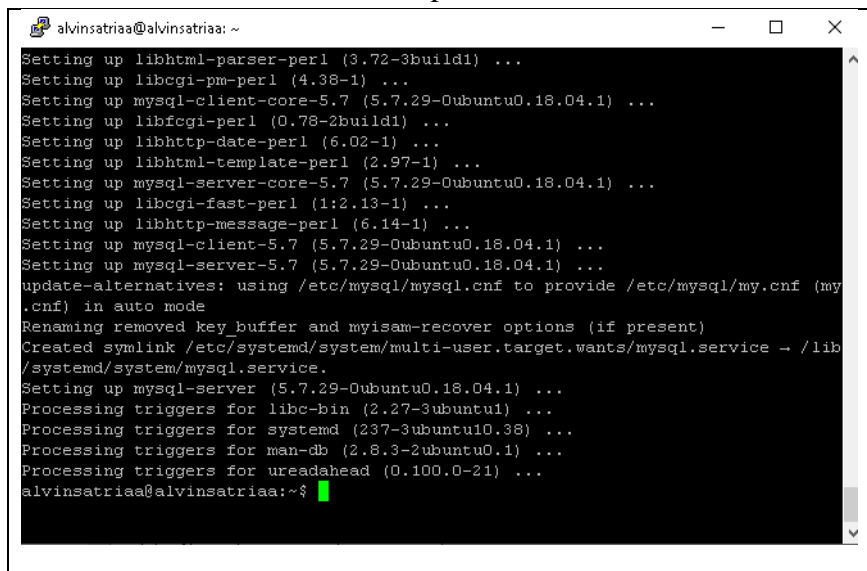 alvinsatriaa@alvinsatriaa: ~
Setting up libhtml-parser-perl (3.72-3build1) ...
Setting up libcgi-pm-perl (4.38-1) ...
Setting up mysql-client-core-5.7 (5.7.29-0ubuntu0.18.04.1) ...
Setting up libfcgi-perl (0.78-2build1) ...
Setting up libhttp-date-perl (6.02-1) ...
Setting up libhtml-template-perl (2.97-1) ...
Setting up mysql-server-core-5.7 (5.7.29-0ubuntu0.18.04.1) ...
Setting up libcgi-fast-perl (1:2.13-1) ...
Setting up libhttp-message-perl (6.14-1) ...
Setting up mysql-client-5.7 (5.7.29-0ubuntu0.18.04.1) ...
Setting up mysql-server-5.7 (5.7.29-0ubuntu0.18.04.1) ...
update-alternatives: using /etc/mysql/mysql.cnf to provide /etc/mysql/my.cnf (my
.cnf) in auto mode
Renaming removed key_buffer and myisam-recover options (if present)
Created symlink /etc/systemd/system/multi-user.target.wants/mysql.service → /lib
/systemd/system/mysql.service.
Setting up mysql-server (5.7.29-0ubuntu0.18.04.1) ...
Processing triggers for libc-bin (2.27-3ubuntu1) ...
Processing triggers for systemd (237-3ubuntu10.38) ...
Processing triggers for man-db (2.8.3-2ubuntu0.1) ...
Processing triggers for ureadahead (0.100.0-21) ...
alvinsatriaa@alvinsatriaa:~$